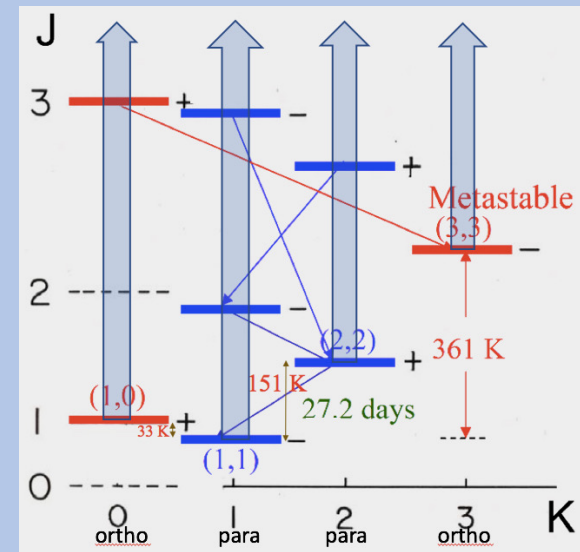 J
3
+
−
+
Metastable
(3,3)
−
2
−
(2,2)
+
361 K
151 K
27.2 days
(1,0)
1
+
33 K
−
(1,1)
0
0
1
2
3
K
ortho
para
para
ortho